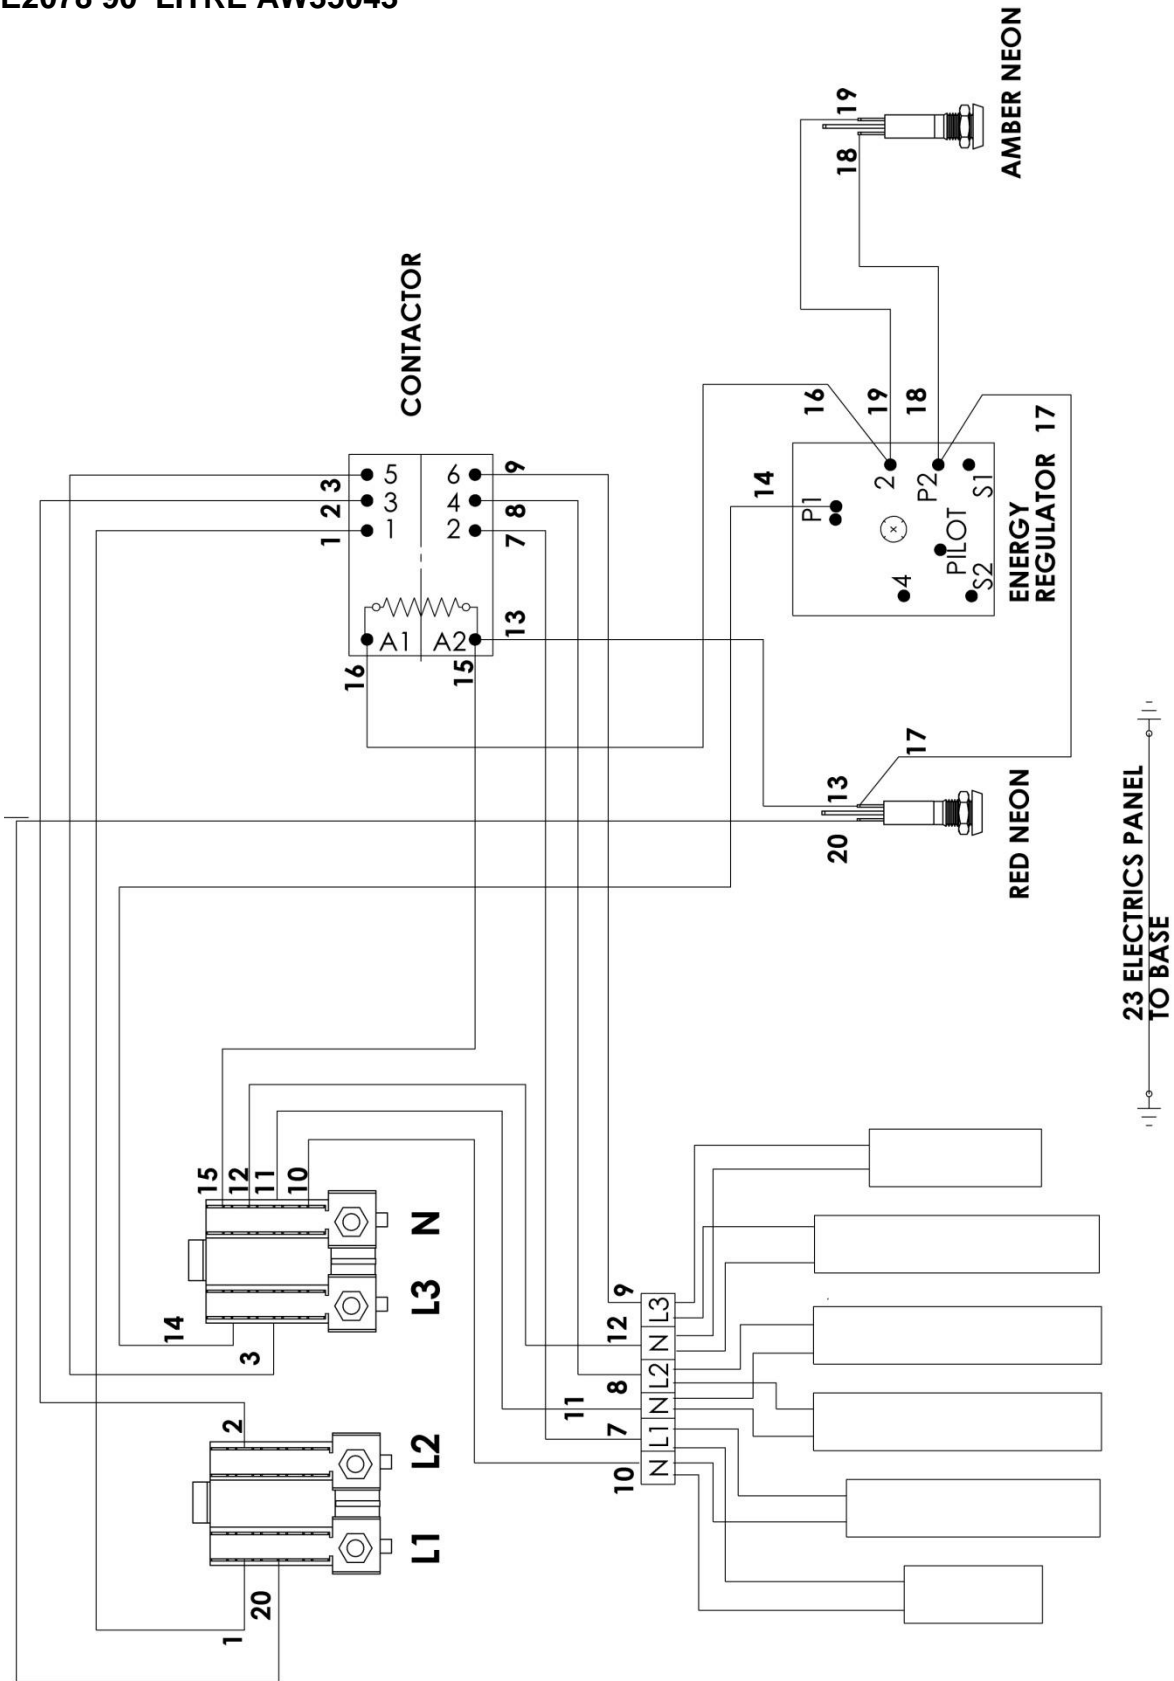 E2078 90 LITRE AW35043
AMBER NEON
19
18
CONTACTOR
1
2
3
5
3
1
6
4
2
9
8
7
A1
A2
13
16
15
16
19
18
14
P1
2
P2
S1
PILOT
4
S2
ENERGY
REGULATOR
17
17
13
20
RED NEON
23 ELECTRICS PANEL
TO BASE
15
12
11
10
N
L3
14
3
2
L2
L1
20
1
9
12
8
11
7
10
L3
N
L2
N
L1
N